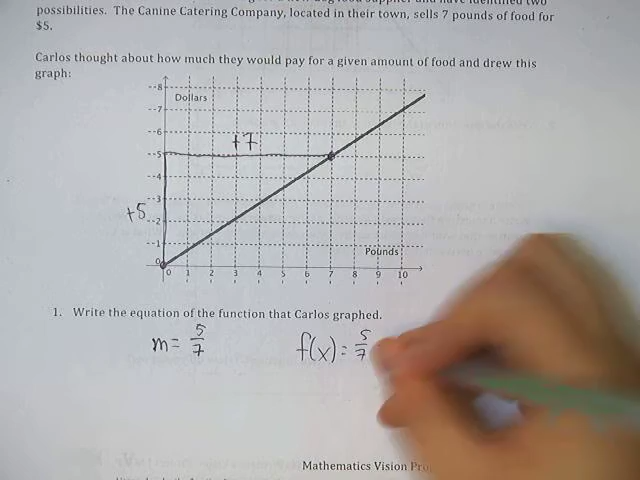 possibilities. The Canine Catering Company, located in their town, sells 7 pounds of food for
$5.
Carlos thought about how much they would pay for a given amount of food and drew this
graph:
8
Dollars
7
6
+7
5
4
3
+5
2
1
Pounds
0
0 1 2 3 4 5 6 7 8 9 10
1. Write the equation of the function that Carlos graphed.
m = 5/7
f(x) = 5/7
Mathematics Vision